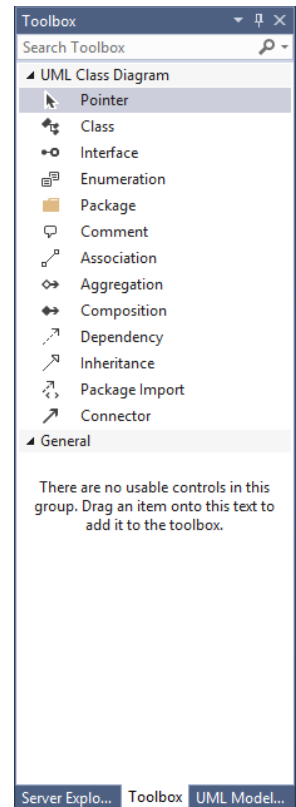 Toolbox
Search Toolbox
UML Class Diagram
Pointer
Class
Interface
Enumeration
Package
Comment
Association
Aggregation
Composition
Dependency
Inheritance
Package Import
Connector
General
There are no usable controls in this
group. Drag an item onto this text to
add it to the toolbox.
Server Explo... Toolbox UML Model...